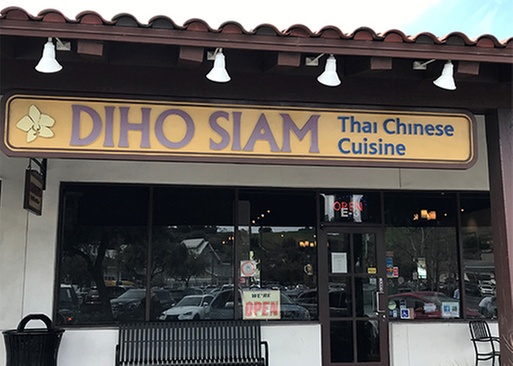 DIHO SIAM
Thai Chinese
Cuisine
OPEN
E-
WE'RE
OPEN